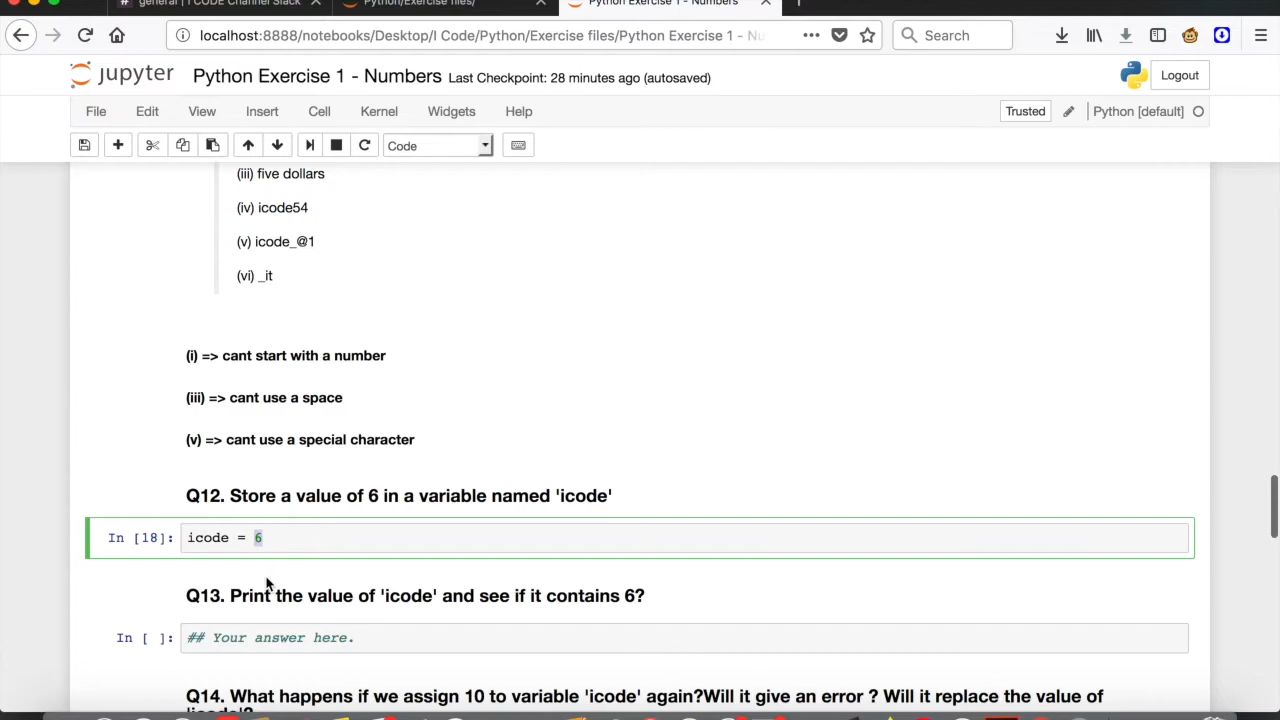 general | I CODE Channel Slack
Python/Exercise files/
Python Exercise 1 - Numbers
localhost:8888/notebooks/Desktop/I Code/Python/Exercise files/Python Exercise 1 - Nu
Search
jupyter Python Exercise 1 - Numbers Last Checkpoint: 28 minutes ago (autosaved)
Logout
File Edit View Insert Cell Kernel Widgets Help
Trusted Python [default]
Code
(iii) five dollars
(iv) icode54
(v) icode_@1
(vi) _it
(i) => cant start with a number
(iii) => cant use a space
(v) => cant use a special character
Q12. Store a value of 6 in a variable named 'icode'
In [18]: icode = 6
Q13. Print the value of 'icode' and see if it contains 6?
In [ ]: ## Your answer here.
Q14. What happens if we assign 10 to variable 'icode' again?Will it give an error ? Will it replace the value of
'icode'?